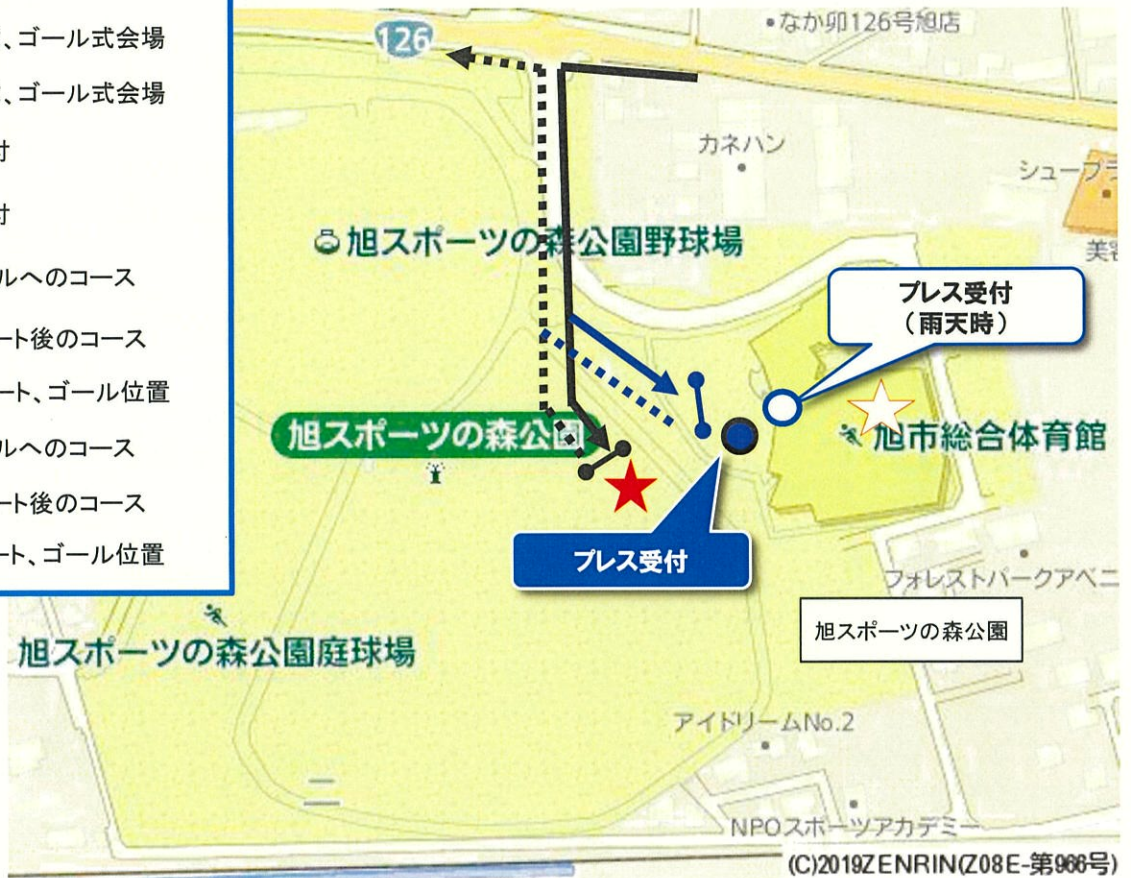 、ゴール式会場
、ゴール式会場
付
付
ルへのコース
ート後のコース
ート、ゴール位置
ルへのコース
ート後のコース
ート、ゴール位置
126
なか卯126号旭店
カネハン
シュープラ
美容
旭スポーツの森公園野球場
プレス受付
（雨天時）
旭スポーツの森公園
旭市総合体育館
プレス受付
フォレストパークアベニ
旭スポーツの森公園
旭スポーツの森公園庭球場
アイドリームNo.2
二
NPOスポーツアカデミー
(C)2019ZENRIN(Z08E-第966号)